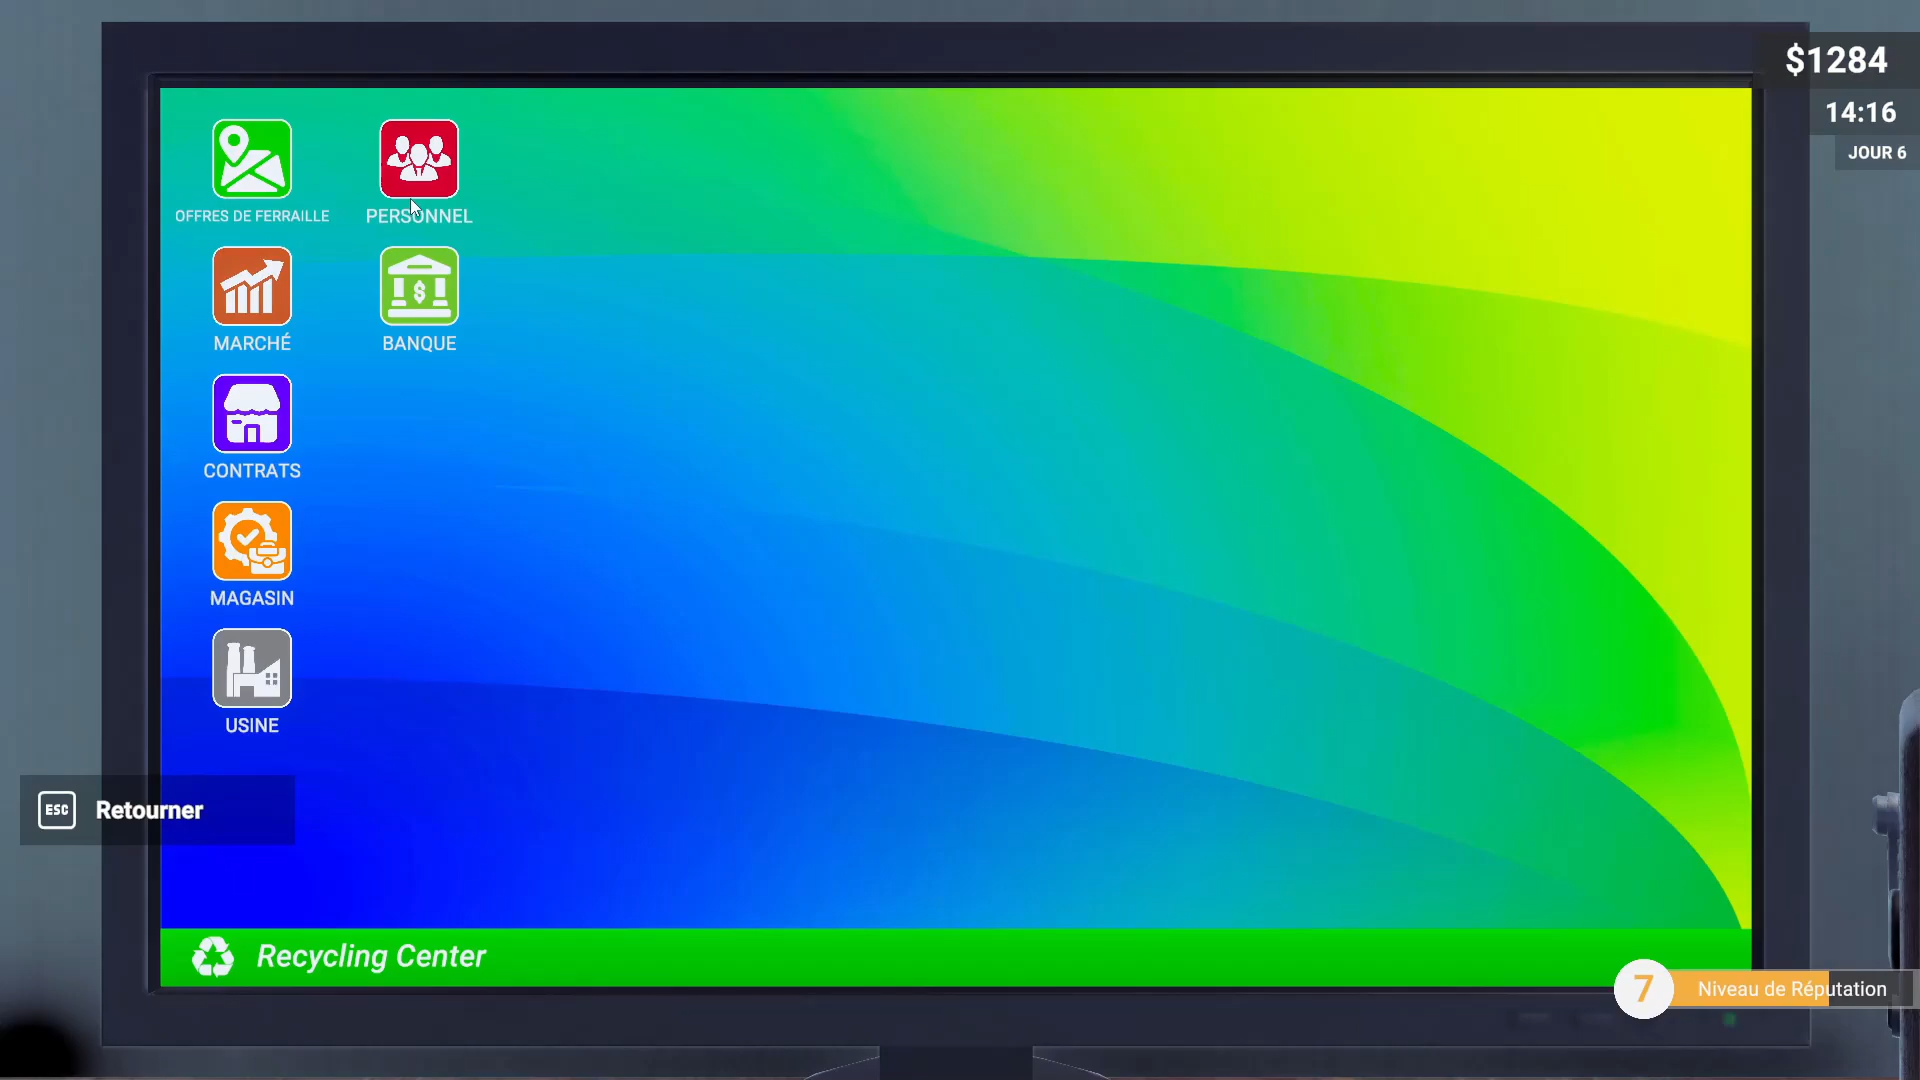 $1284
14:16
JOUR 6
OFFRES DE FERRAILLE
PERSONNEL
MARCHÉ
BANQUE
CONTRATS
MAGASIN
USINE
ESC Retourner
Recycling Center
7 Niveau de Réputation